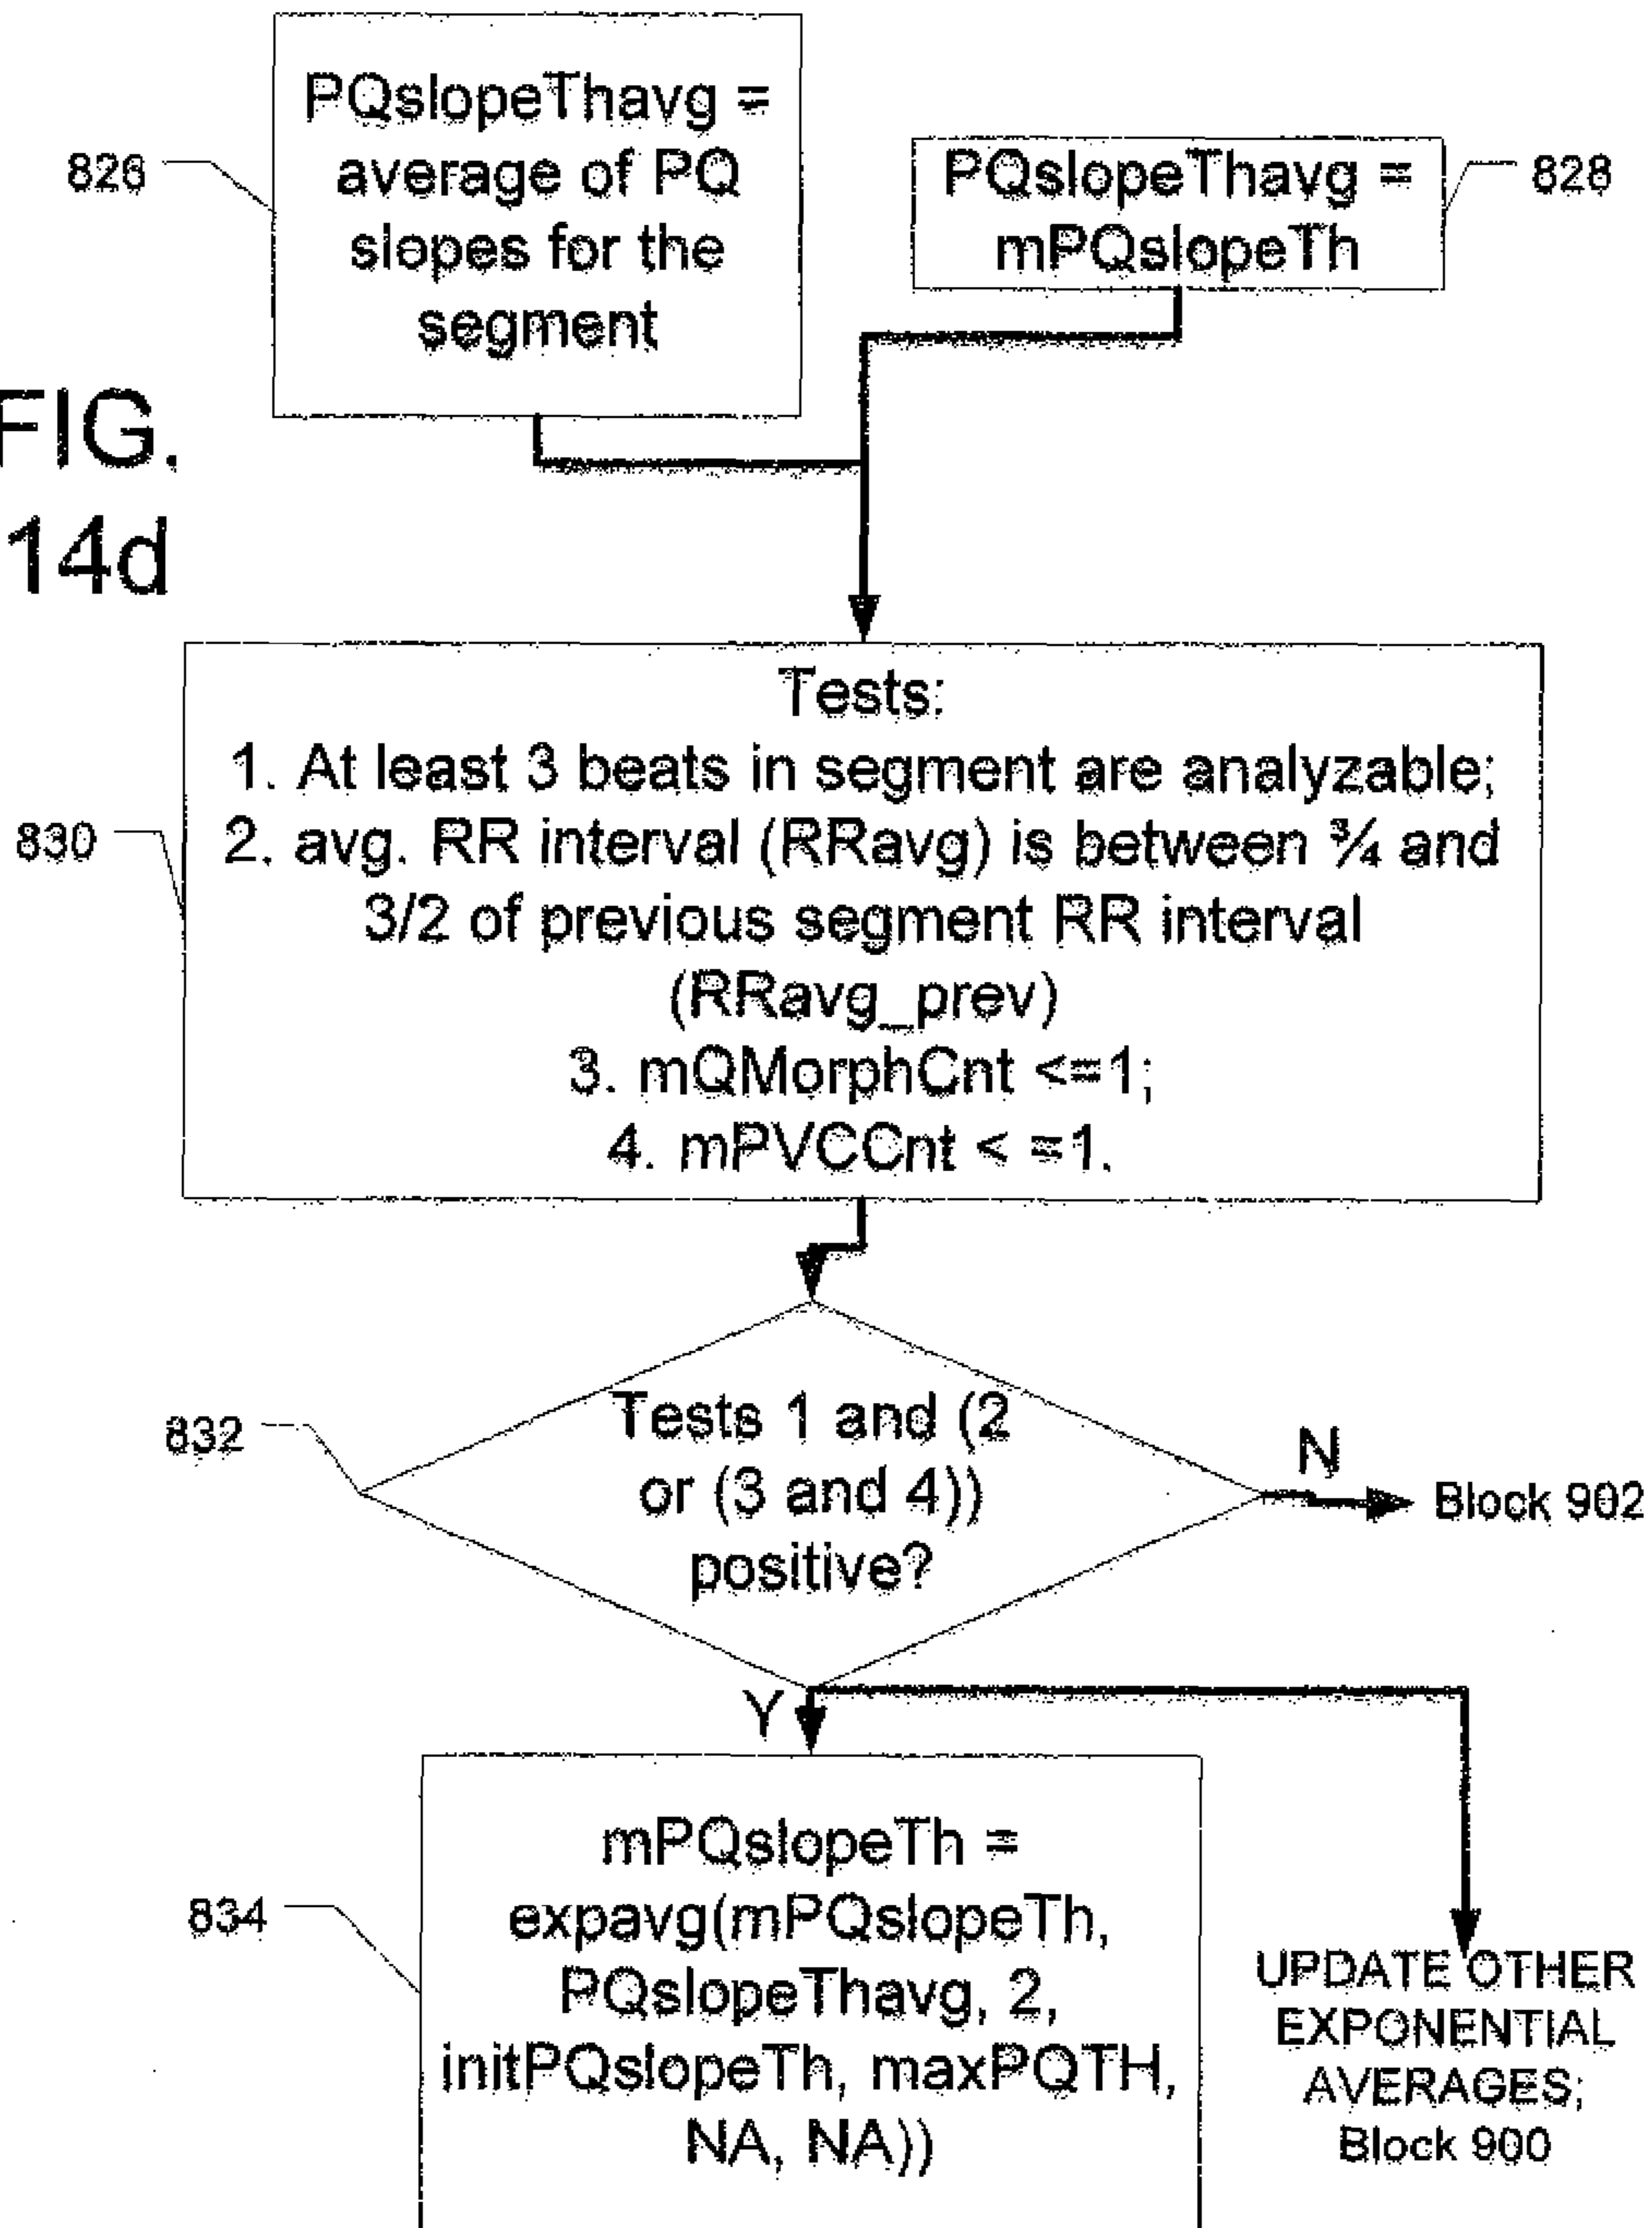 PQslopeThavg =
average of PQ
slopes for the
segment
826
PQslopeThavg =
mPQslopeTh
828
FIG.
14d
Tests:
1. At least 3 beats in segment are analyzable;
2. avg. RR interval (RRavg) is between ¾ and
3/2 of previous segment RR interval
(RRavg_prev)
3. mQMorphCnt <=1;
4. mPVCCnt < =1.
830
Tests 1 and (2
or (3 and 4))
positive?
832
N
Block 902
Y
mPQslopeTh =
expavg(mPQslopeTh,
PQslopeThavg, 2,
initPQslopeTh, maxPQTH,
NA, NA))
834
UPDATE OTHER
EXPONENTIAL
AVERAGES;
Block 900